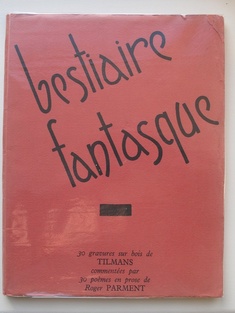 bestiaire
fantasque
30 gravures sur bois de
TILMANS
commentées par
30 poèmes en prose de
Roger PARMENT